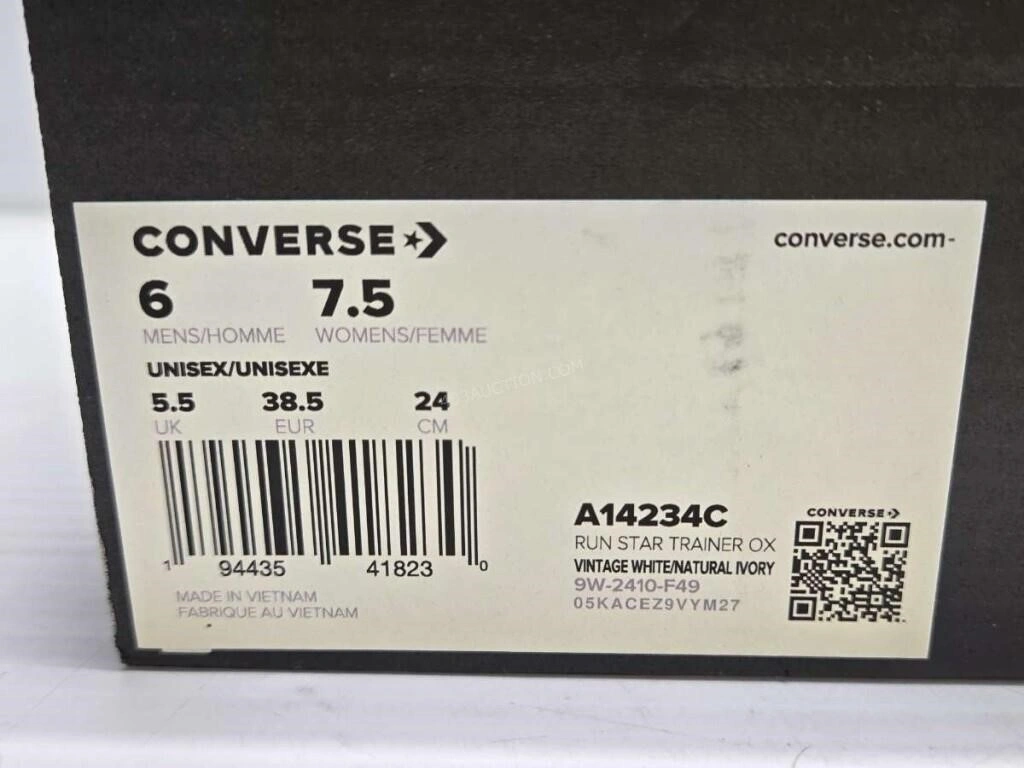 CONVERSE
converse.com-
6 7.5
MENS/HOMME WOMENS/FEMME
UNISEX/UNISEXE
5.5 38.5 24
UK EUR CM
1 94435 41823 0
MADE IN VIETNAM
FABRIQUE AU VIETNAM
A14234C
RUN STAR TRAINER OX
VINTAGE WHITE/NATURAL IVORY
9W-2410-F49
05KACEZ9VYM27
CONVERSE